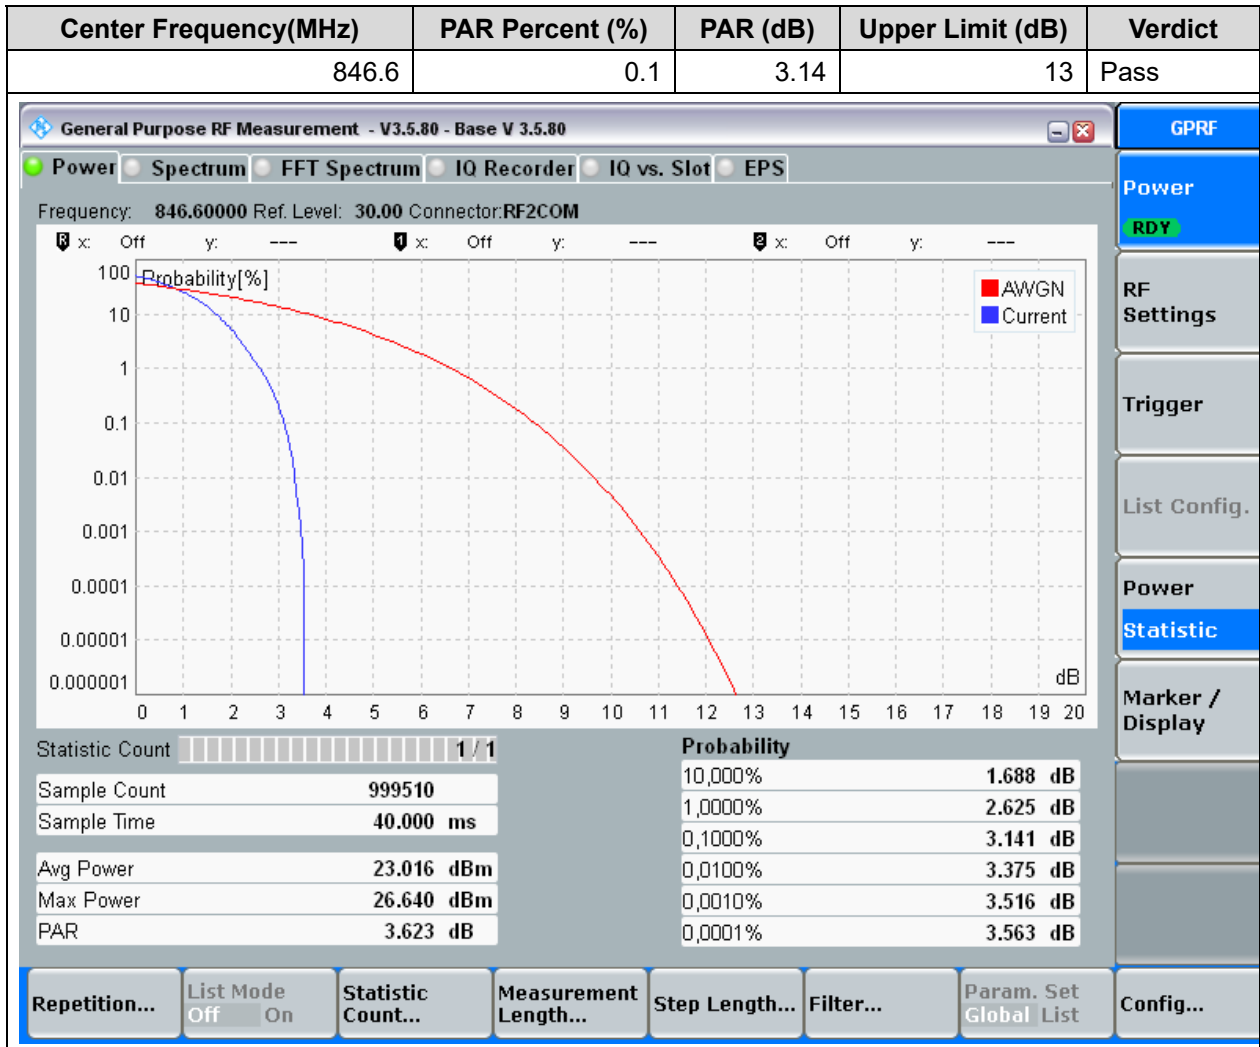 Center Frequency(MHz) PAR Percent (%) PAR (dB) Upper Limit (dB) Verdict
846.6 0.1 3.14 13 Pass
General Purpose RF Measurement - V3.5.80 - Base V 3.5.80
GPRF
Power Spectrum FFT Spectrum IQ Recorder IQ vs. Slot EPS
Power
RDY
Frequency: 846.60000 Ref. Level: 30.00 Connector:RF2COM
R x: Off y: --- 1 x: Off y: --- 2 x: Off y: ---
100 Probability[%]
AWGN
Current
10
1
0.1
0.01
0.001
0.0001
0.00001
0.000001
dB
0 1 2 3 4 5 6 7 8 9 10 11 12 13 14 15 16 17 18 19 20
RF
Settings
Trigger
List Config.
Power
Statistic
Marker /
Display
Statistic Count 1 / 1
Sample Count 999510
Sample Time 40.000 ms
Avg Power 23.016 dBm
Max Power 26.640 dBm
PAR 3.623 dB
Probability
10,000% 1.688 dB
1,0000% 2.625 dB
0,1000% 3.141 dB
0,0100% 3.375 dB
0,0010% 3.516 dB
0,0001% 3.563 dB
Repetition...
List Mode
Off On
Statistic
Count...
Measurement
Length...
Step Length...
Filter...
Param. Set
Global List
Config...